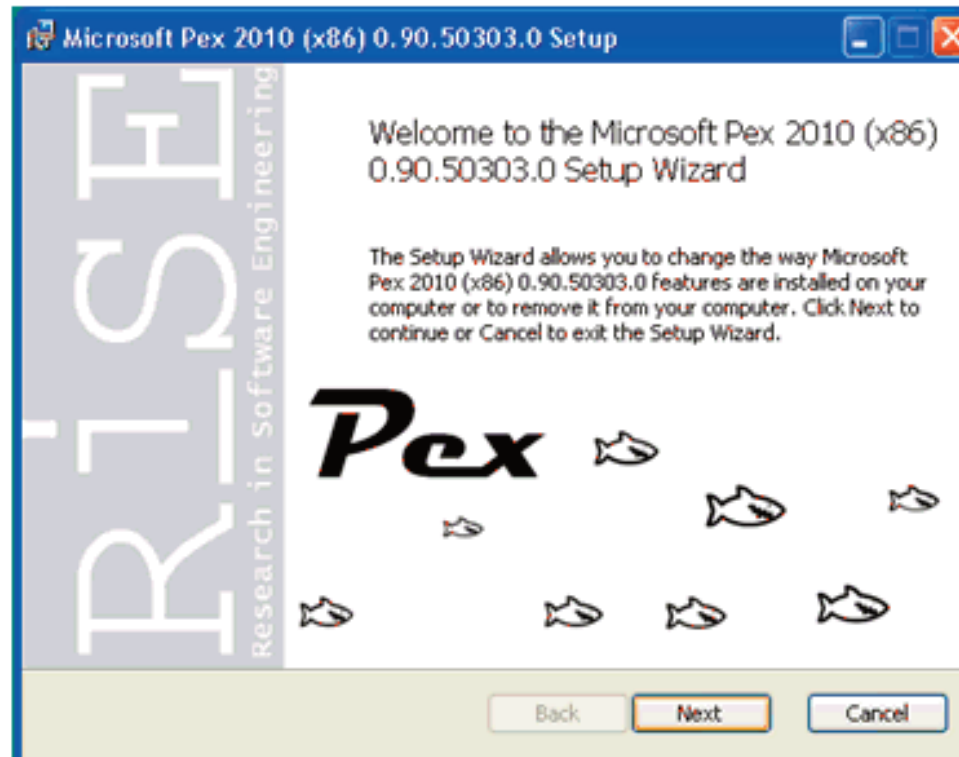 Microsoft Pex 2010 (x86) 0.90.50303.0 Setup
RiSE
Research in Software Engineering
Welcome to the Microsoft Pex 2010 (x86)
0.90.50303.0 Setup Wizard
The Setup Wizard allows you to change the way Microsoft
Pex 2010 (x86) 0.90.50303.0 features are installed on your
computer or to remove it from your computer. Click Next to
continue or Cancel to exit the Setup Wizard.
Pex
Back Next Cancel